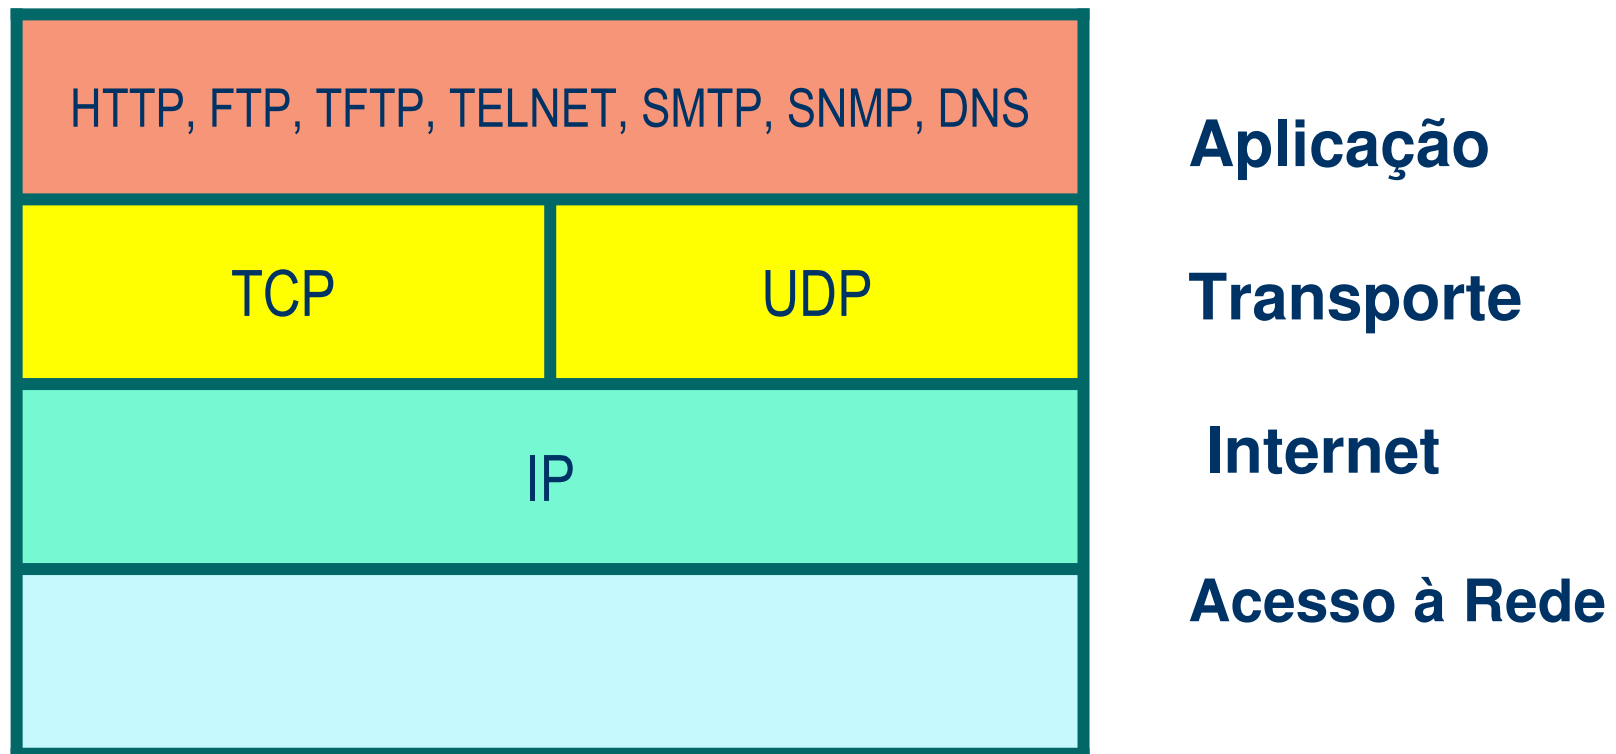 HTTP, FTP, TFTP, TELNET, SMTP, SNMP, DNS
Aplicação
TCP
UDP
Transporte
IP
Internet
Acesso à Rede